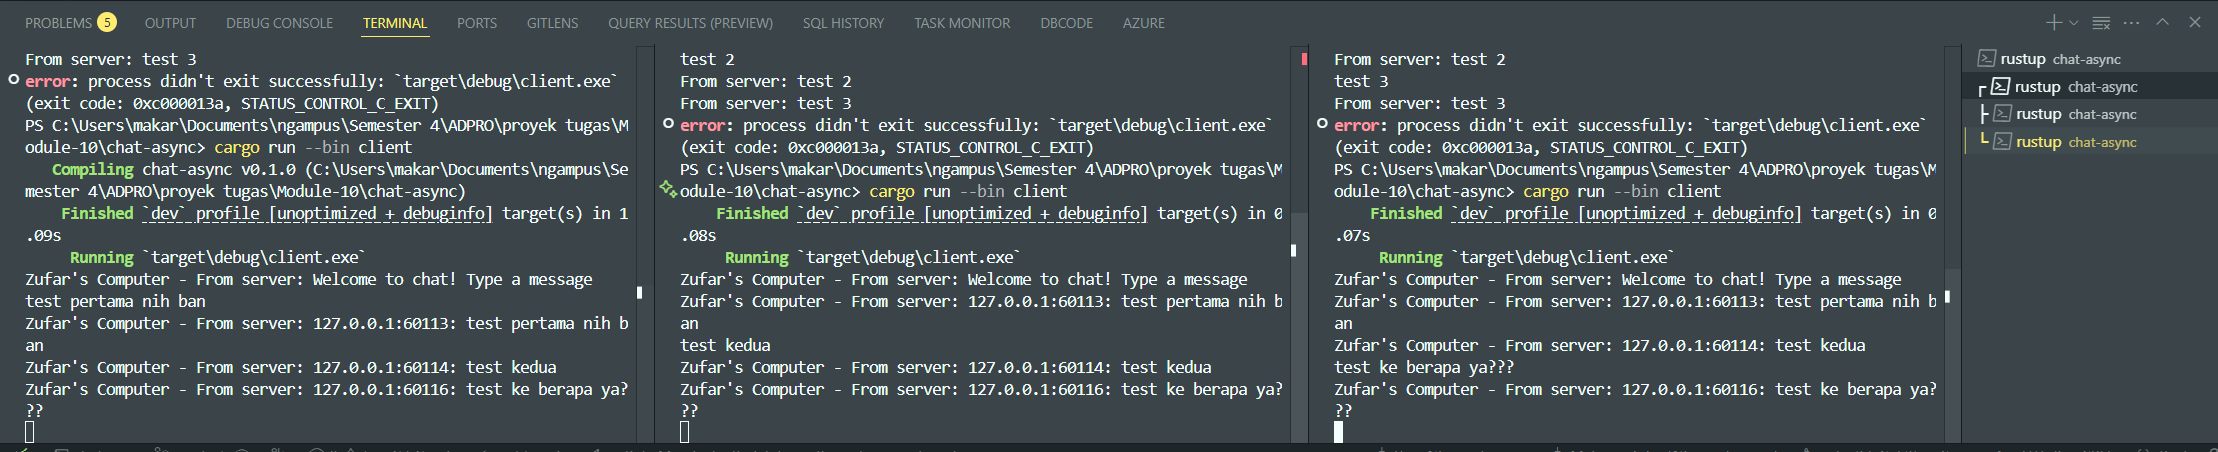 PROBLEMS 5 OUTPUT DEBUG CONSOLE TERMINAL PORTS GITLENS QUERY RESULTS (PREVIEW) SQL HISTORY TASK MONITOR DBCODE AZURE
From server: test 3
error: process didn't exit successfully: `target\debug\client.exe`
(exit code: 0xc000013a, STATUS_CONTROL_C_EXIT)
PS C:\Users\makar\Documents\ngampus\Semester 4\ADPRO\proyek tugas\M
odule-10\chat-async> cargo run --bin client
Compiling chat-async v0.1.0 (C:\Users\makar\Documents\ngampus\Se
mester 4\ADPRO\proyek tugas\Module-10\chat-async)
Finished `dev` profile [unoptimized + debuginfo] target(s) in 1
.09s
Running `target\debug\client.exe`
Zufar's Computer - From server: Welcome to chat! Type a message
test pertama nih ban
Zufar's Computer - From server: 127.0.0.1:60113: test pertama nih b
an
Zufar's Computer - From server: 127.0.0.1:60114: test kedua
Zufar's Computer - From server: 127.0.0.1:60116: test ke berapa ya?
??
test 2
From server: test 2
From server: test 3
error: process didn't exit successfully: `target\debug\client.exe`
(exit code: 0xc000013a, STATUS_CONTROL_C_EXIT)
PS C:\Users\makar\Documents\ngampus\Semester 4\ADPRO\proyek tugas\M
odule-10\chat-async> cargo run --bin client
Finished `dev` profile [unoptimized + debuginfo] target(s) in 0
.08s
Running `target\debug\client.exe`
Zufar's Computer - From server: Welcome to chat! Type a message
Zufar's Computer - From server: 127.0.0.1:60113: test pertama nih b
an
test kedua
Zufar's Computer - From server: 127.0.0.1:60114: test kedua
Zufar's Computer - From server: 127.0.0.1:60116: test ke berapa ya?
??
From server: test 2
test 3
From server: test 3
error: process didn't exit successfully: `target\debug\client.exe`
(exit code: 0xc000013a, STATUS_CONTROL_C_EXIT)
PS C:\Users\makar\Documents\ngampus\Semester 4\ADPRO\proyek tugas\M
odule-10\chat-async> cargo run --bin client
Finished `dev` profile [unoptimized + debuginfo] target(s) in 0
.07s
Running `target\debug\client.exe`
Zufar's Computer - From server: Welcome to chat! Type a message
Zufar's Computer - From server: 127.0.0.1:60113: test pertama nih b
an
Zufar's Computer - From server: 127.0.0.1:60114: test kedua
test ke berapa ya???
Zufar's Computer - From server: 127.0.0.1:60116: test ke berapa ya?
??
rustup chat-async
rustup chat-async
rustup chat-async
rustup chat-async